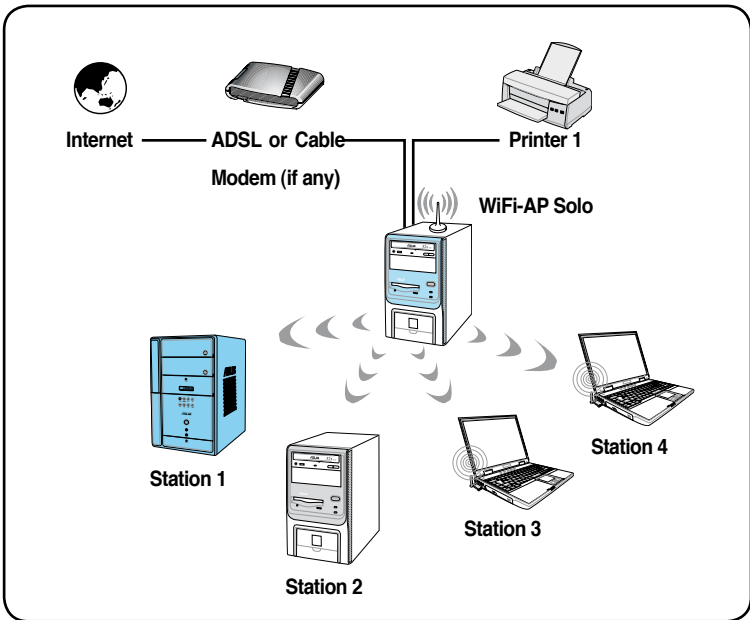 Internet
ADSL or Cable
Modem (if any)
Printer 1
WiFi-AP Solo
Station 1
Station 2
Station 3
Station 4